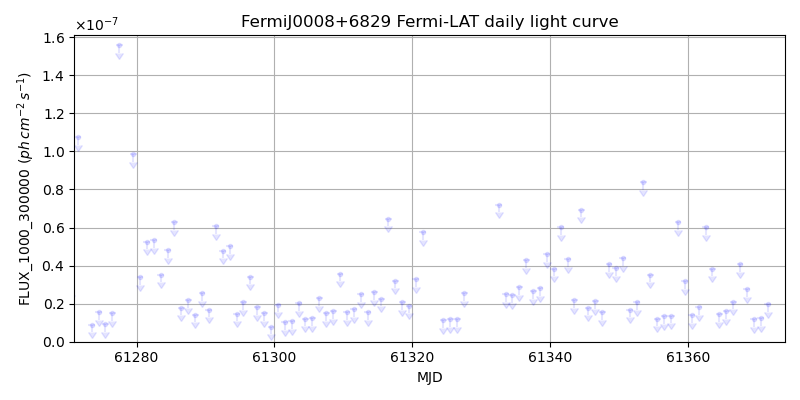 FermiJ0008+6829 Fermi-LAT daily light curve
×10⁻⁷
FLUX_1000_300000 (ph cm⁻² s⁻¹)
1.6
1.4
1.2
1.0
0.8
0.6
0.4
0.2
0.0
61280 61300 61320 61340 61360
MJD